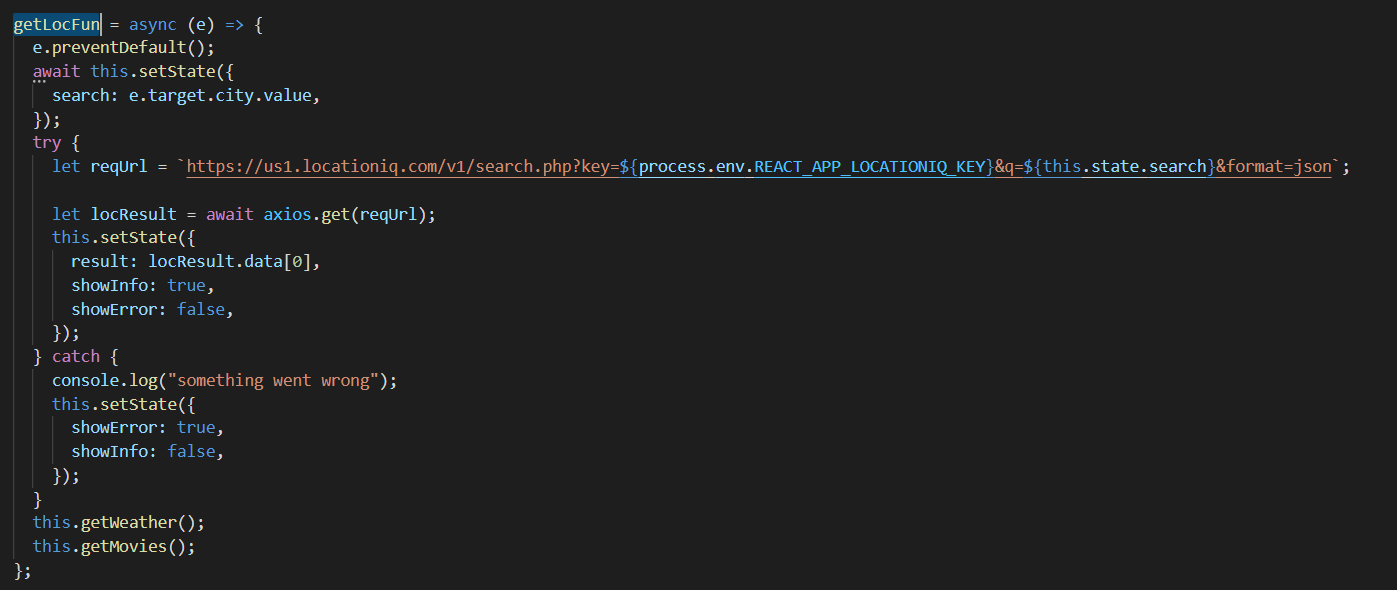 getLocFun = async (e) => {
  e.preventDefault();
  await this.setState({
    search: e.target.city.value,
  });
  try {
    let reqUrl = `https://us1.locationiq.com/v1/search.php?key=${process.env.REACT_APP_LOCATIONIQ_KEY}&q=${this.state.search}&format=json`;

    let locResult = await axios.get(reqUrl);
    this.setState({
      result: locResult.data[0],
      showInfo: true,
      showError: false,
    });
  } catch {
    console.log("something went wrong");
    this.setState({
      showError: true,
      showInfo: false,
    });
  }
  this.getWeather();
  this.getMovies();
};